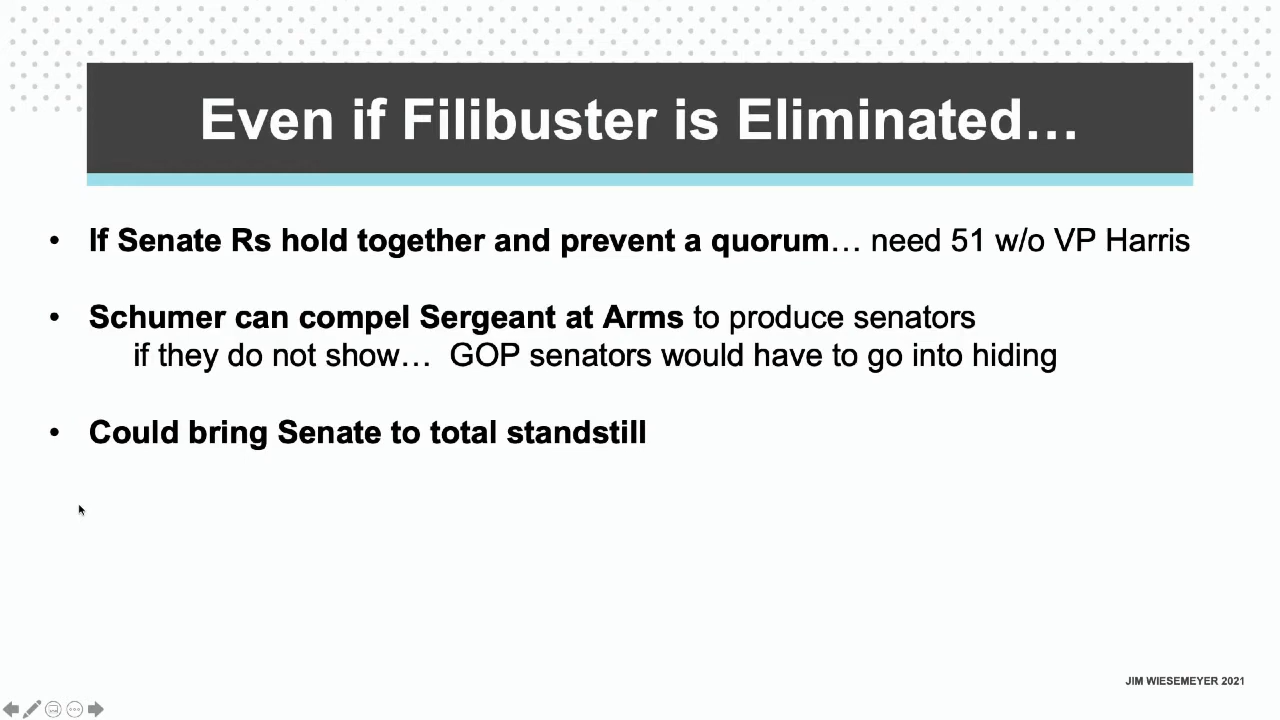 Even if Filibuster is Eliminated…
• If Senate Rs hold together and prevent a quorum… need 51 w/o VP Harris
• Schumer can compel Sergeant at Arms to produce senators
if they do not show… GOP senators would have to go into hiding
• Could bring Senate to total standstill
JIM WIESEMEYER 2021